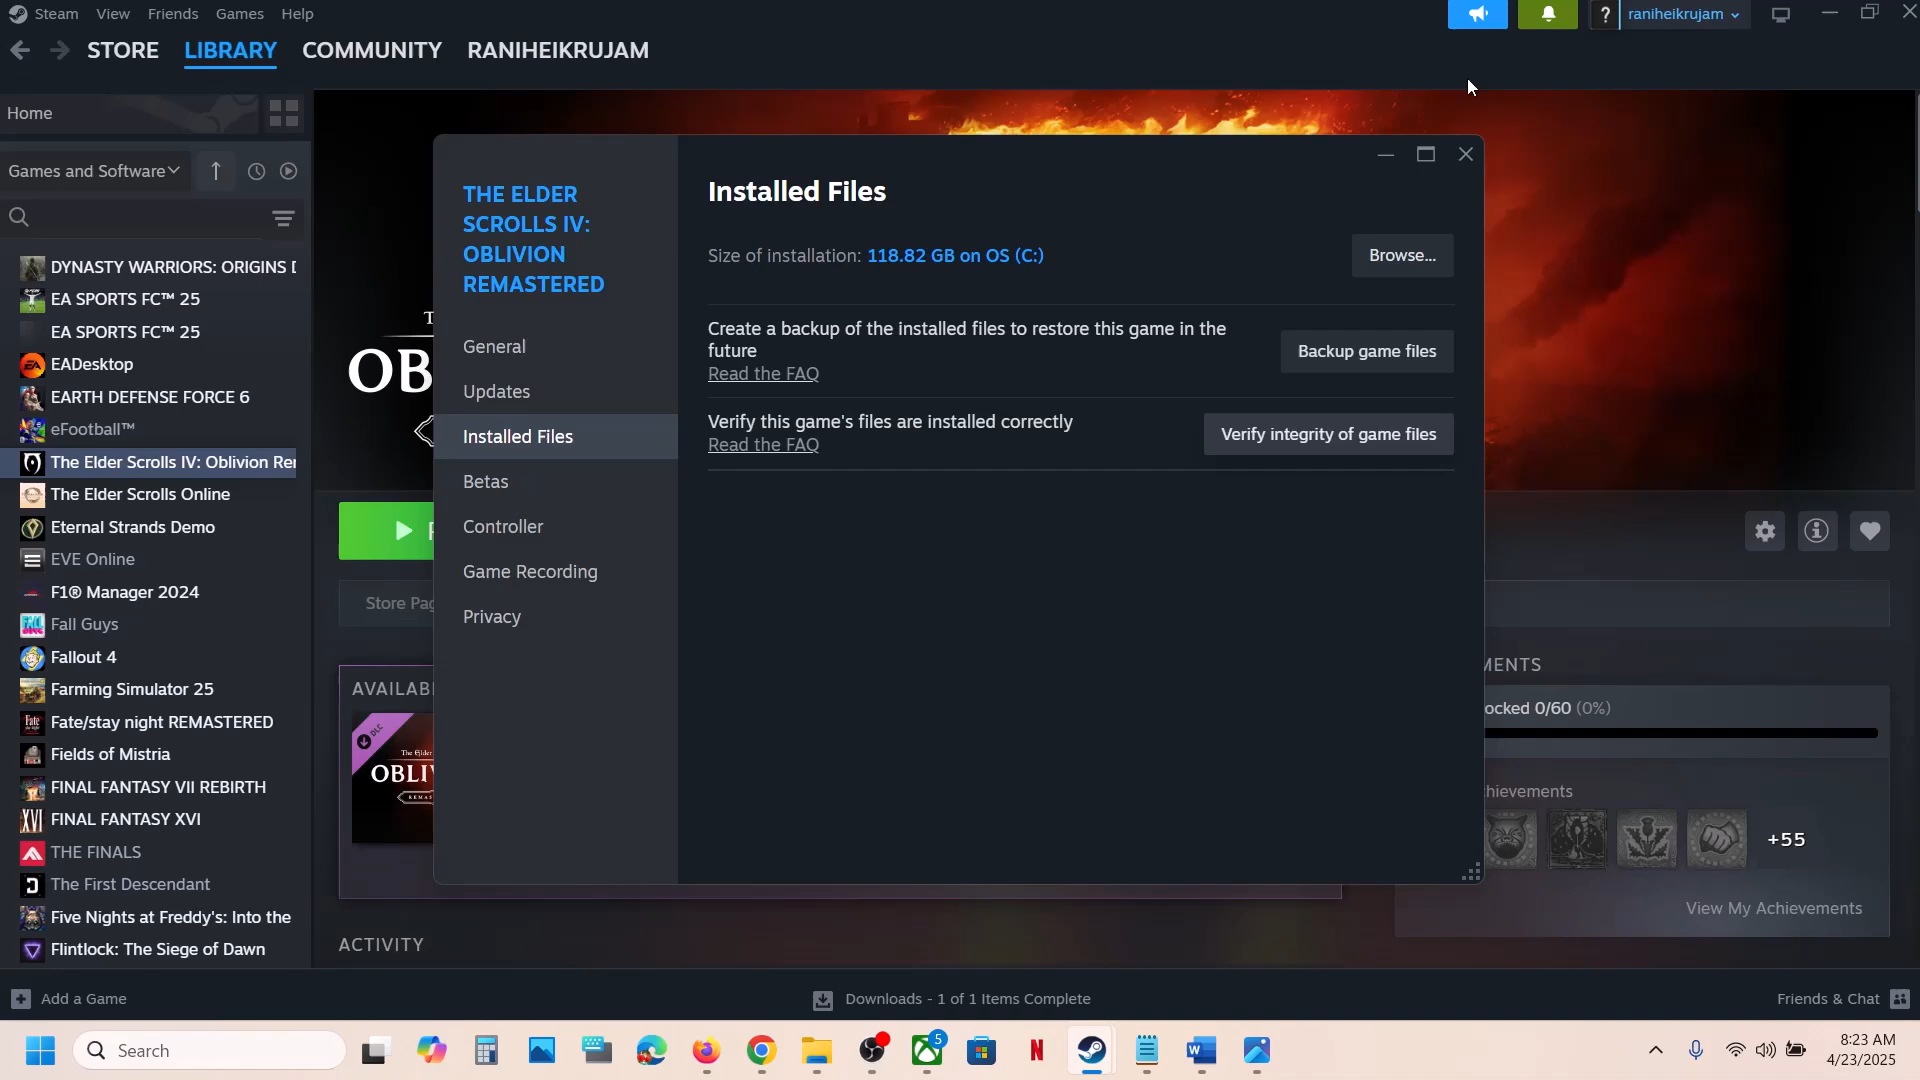 Steam View Friends Games Help
? raniheikrujam
STORE LIBRARY COMMUNITY RANIHEIKRUJAM
Home
Games and Software
DYNASTY WARRIORS: ORIGINS
EA SPORTS FC™ 25
EA SPORTS FC™ 25
EADesktop
EARTH DEFENSE FORCE 6
eFootball™
The Elder Scrolls IV: Oblivion Rer
The Elder Scrolls Online
Eternal Strands Demo
EVE Online
F1® Manager 2024
Fall Guys
Fallout 4
Farming Simulator 25
Fate/stay night REMASTERED
Fields of Mistria
FINAL FANTASY VII REBIRTH
FINAL FANTASY XVI
THE FINALS
The First Descendant
Five Nights at Freddy's: Into the
Flintlock: The Siege of Dawn
OB
THE ELDER
SCROLLS IV:
OBLIVION
REMASTERED
General
Updates
Installed Files
Betas
Controller
Game Recording
Privacy
Installed Files
Size of installation: 118.82 GB on OS (C:)
Browse...
Create a backup of the installed files to restore this game in the
future
Read the FAQ
Backup game files
Verify this game's files are installed correctly
Read the FAQ
Verify integrity of game files
Store Pag
AVAILABL
DLC
The Elder
OBLIV
REMAS
MENTS
ocked 0/60 (0%)
chievements
+55
View My Achievements
ACTIVITY
Add a Game
Downloads - 1 of 1 Items Complete
Friends & Chat
Search
5
8:23 AM
4/23/2025